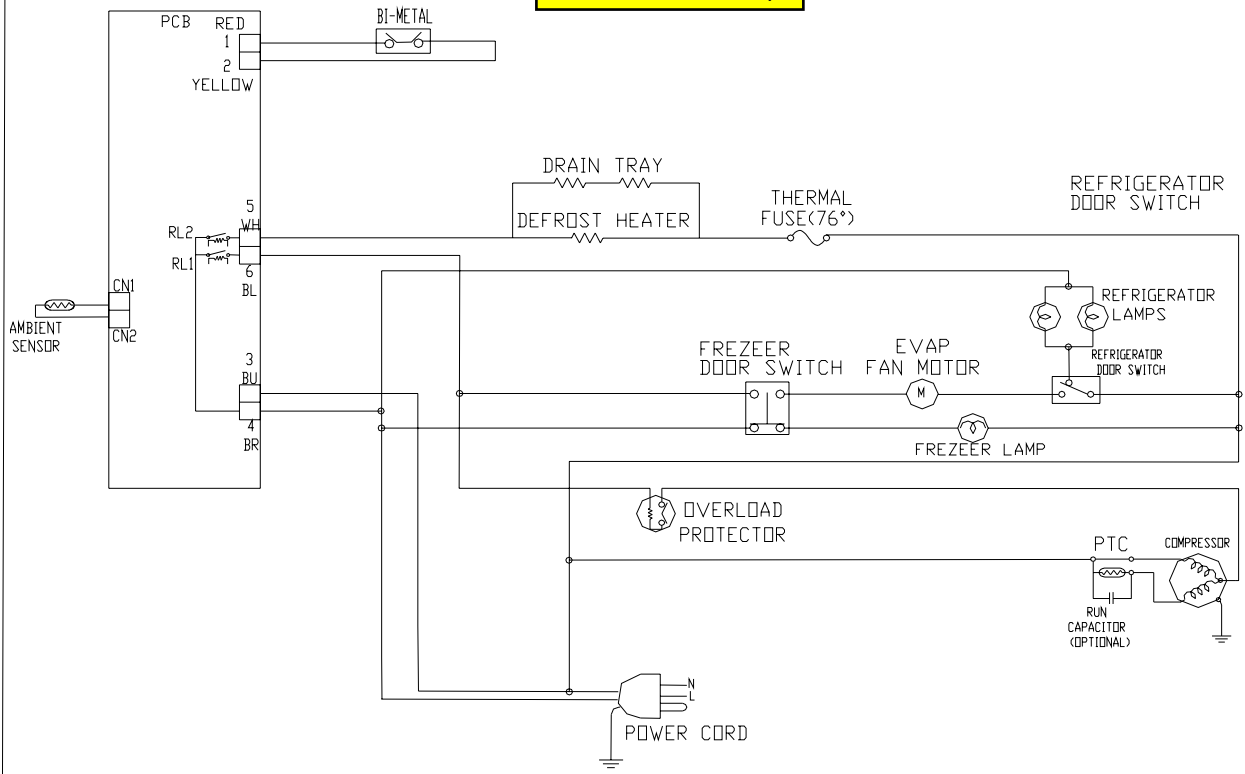 PCB
RED
1
2
YELLOW
BI-METAL
DRAIN TRAY
DEFROST HEATER
THERMAL
FUSE(76°)
REFRIGERATOR
DOOR SWITCH
5
WH
RL2
RL1
6
BL
CN1
CN2
AMBIENT
SENSOR
REFRIGERATOR
LAMPS
3
BU
4
BR
FREZEER
DOOR SWITCH
EVAP
FAN MOTOR
M
REFRIGERATOR
DOOR SWITCH
FREZEER LAMP
OVERLOAD
PROTECTOR
PTC
COMPRESSOR
RUN
CAPACITOR
(OPTIONAL)
N
L
POWER CORD